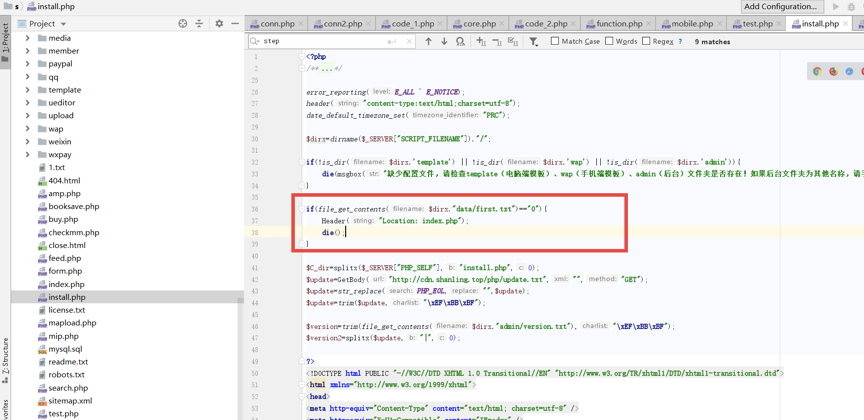 s › install.php
Add Configuration...
Project
conn.php × conn2.php × code_1.php × core.php × code_2.php × function.php × mobile.php × test.php × install.php ×
1: Project
7: Structure
step
Match Case Words Regex ? 9 matches
media
member
paypay
qq
template
ueditor
upload
wap
weixin
wxpay
1.txt
404.html
amp.php
booksave.php
buy.php
checkmm.php
close.html
feed.php
form.php
index.php
install.php
license.txt
mapload.php
mip.php
mysql.sql
readme.txt
robots.txt
search.php
sitemap.xml
test.php
1 <?php
2 /**...*/
25
26 error_reporting( level: E_ALL ^ E_NOTICE);
27 header( string: "content-type:text/html;charset=utf-8");
28 date_default_timezone_set( timezone_identifier: "PRC");
29
30 $dirx=dirname($_SERVER["SCRIPT_FILENAME"])."/";
31
32 if(!is_dir( filename: $dirx.'template') || !is_dir( filename: $dirx.'wap') || !is_dir( filename: $dirx.'admin')){
33 die(msgbox( str: "缺少配置文件，请检查template（电脑端模板）、wap（手机端模板）、admin（后台）文件夹是否存在！如果后台文件夹为其他名称，请手
34 }
35
36 if(file_get_contents( filename: $dirx."data/first.txt")=="0"){
37 Header( string: "Location: index.php");
38 die();
39 }
40
41 $C_dir=splitx($_SERVER["PHP_SELF"], b: "install.php", c: 0);
42 $update=GetBody( url: "http://cdn.shanling.top/php/update.txt", xml: "", method: "GET");
43 $update=str_replace( search: PHP_EOL, replace: "",$update);
44 $update=trim($update, charlist: "\xEF\xBB\xBF");
45
46 $version=trim(file_get_contents( filename: $dirx."admin/version.txt"), charlist: "\xEF\xBB\xBF");
47 $version2=splitx($update, b: "|", c: 0);
48
49 ?>
50 <!DOCTYPE html PUBLIC "-//W3C//DTD XHTML 1.0 Transitional//EN" "http://www.w3.org/TR/xhtml1/DTD/xhtml1-transitional.dtd">
51 <html xmlns="http://www.w3.org/1999/xhtml">
52 <head>
53 <meta http-equiv="Content-Type" content="text/html; charset=utf-8" />